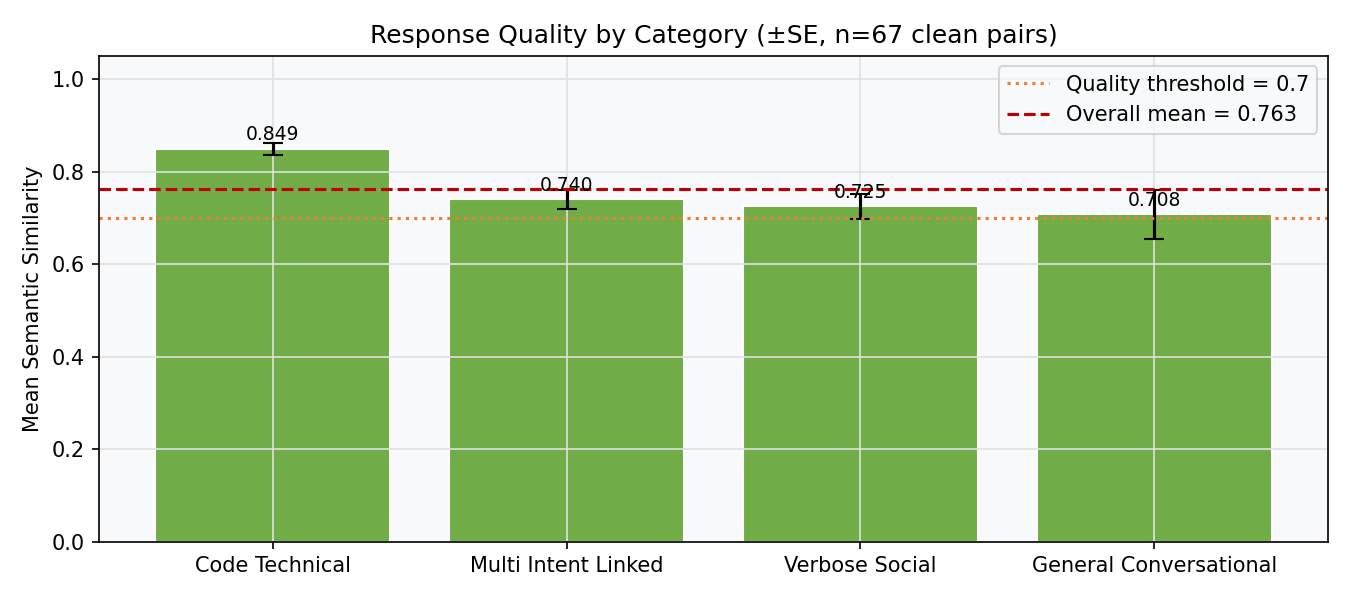 Response Quality by Category (±SE, n=67 clean pairs)
Quality threshold = 0.7
Overall mean = 0.763
Mean Semantic Similarity
1.0
0.8
0.6
0.4
0.2
0.0
0.849
0.740
0.725
0.708
Code Technical
Multi Intent Linked
Verbose Social
General Conversational